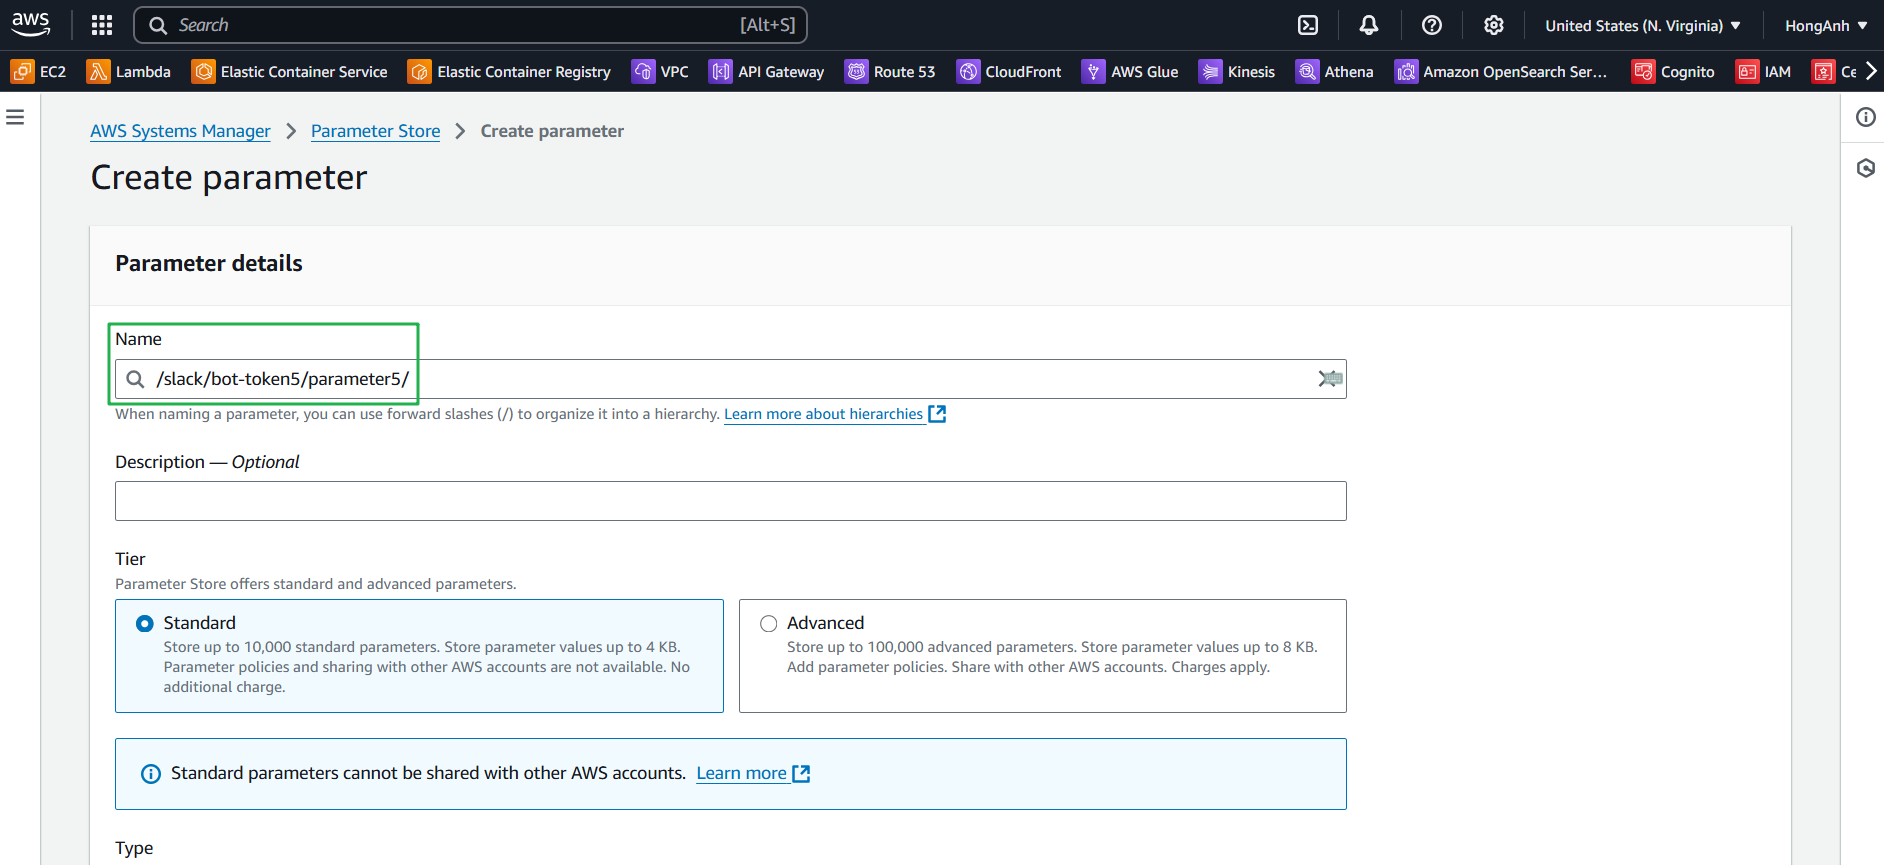 aws Search [Alt+S] United States (N. Virginia) HongAnh
EC2 Lambda Elastic Container Service Elastic Container Registry VPC API Gateway Route 53 CloudFront AWS Glue Kinesis Athena Amazon OpenSearch Ser... Cognito IAM Ce
AWS Systems Manager Parameter Store Create parameter
Create parameter
Parameter details
Name
/slack/bot-token5/parameter5/
When naming a parameter, you can use forward slashes (/) to organize it into a hierarchy. Learn more about hierarchies
Description — Optional
Tier
Parameter Store offers standard and advanced parameters.
Standard
Store up to 10,000 standard parameters. Store parameter values up to 4 KB.
Parameter policies and sharing with other AWS accounts are not available. No
additional charge.
Advanced
Store up to 100,000 advanced parameters. Store parameter values up to 8 KB.
Add parameter policies. Share with other AWS accounts. Charges apply.
Standard parameters cannot be shared with other AWS accounts. Learn more
Type